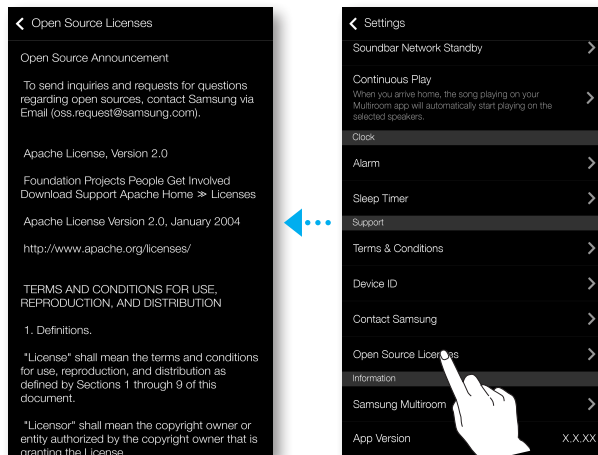 Open Source Licenses
Open Source Announcement
To send inquiries and requests for questions
regarding open sources, contact Samsung via
Email (oss.request@samsung.com).
Apache License, Version 2.0
Foundation Projects People Get Involved
Download Support Apache Home ≫ Licenses
Apache License Version 2.0, January 2004
http://www.apache.org/licenses/
TERMS AND CONDITIONS FOR USE,
REPRODUCTION, AND DISTRIBUTION
1. Definitions.
"License" shall mean the terms and conditions
for use, reproduction, and distribution as
defined by Sections 1 through 9 of this
document.
"Licensor" shall mean the copyright owner or
entity authorized by the copyright owner that is
granting the License.
Settings
Soundbar Network Standby
Continuous Play
When you arrive home, the song playing on your
Multiroom app will automatically start playing on the
selected speakers.
Clock
Alarm
Sleep Timer
Support
Terms & Conditions
Device ID
Contact Samsung
Open Source Licenses
Information
Samsung Multiroom
App Version X.X.XX